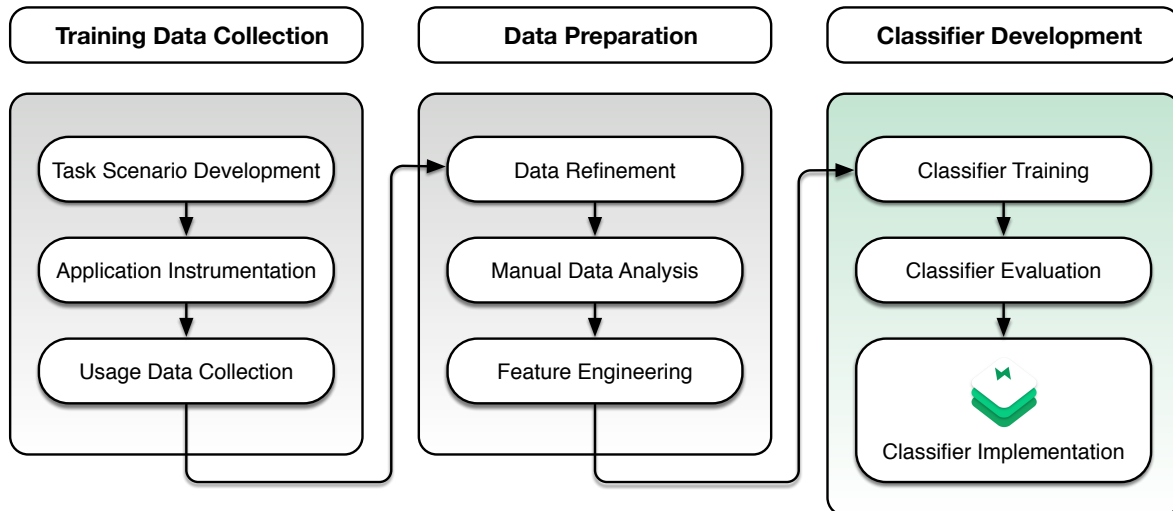 Training Data Collection
Task Scenario Development
Application Instrumentation
Usage Data Collection
Data Preparation
Data Refinement
Manual Data Analysis
Feature Engineering
Classifier Development
Classifier Training
Classifier Evaluation
Classifier Implementation